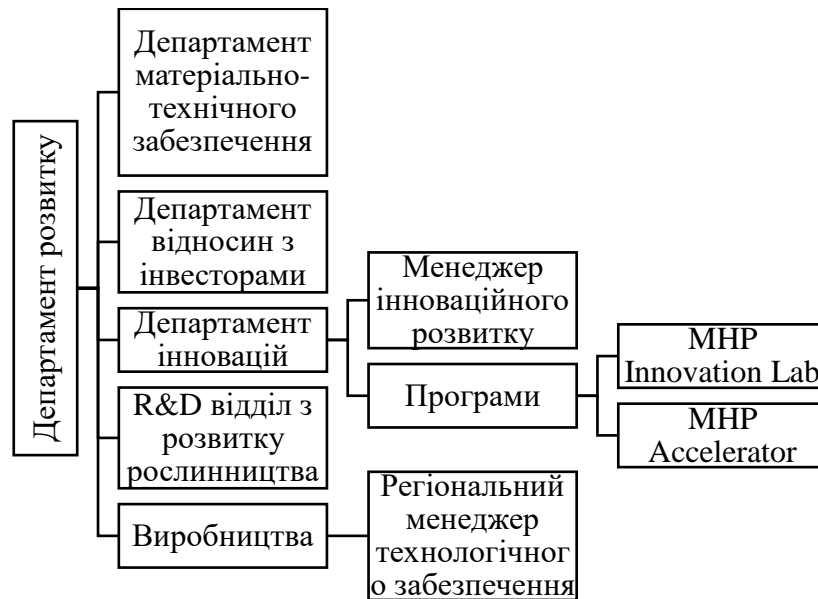 Департамент розвитку
Департамент
матеріально-
технічного
забезпечення
Департамент
відносин з
інвесторами
Департамент
інновацій
R&D відділ з
розвитку
рослинництва
Виробництва
Менеджер
інноваційного
розвитку
Програми
Регіональний
менеджер
технологічног
о забезпечення
MHP
Innovation Lab
MHP
Accelerator